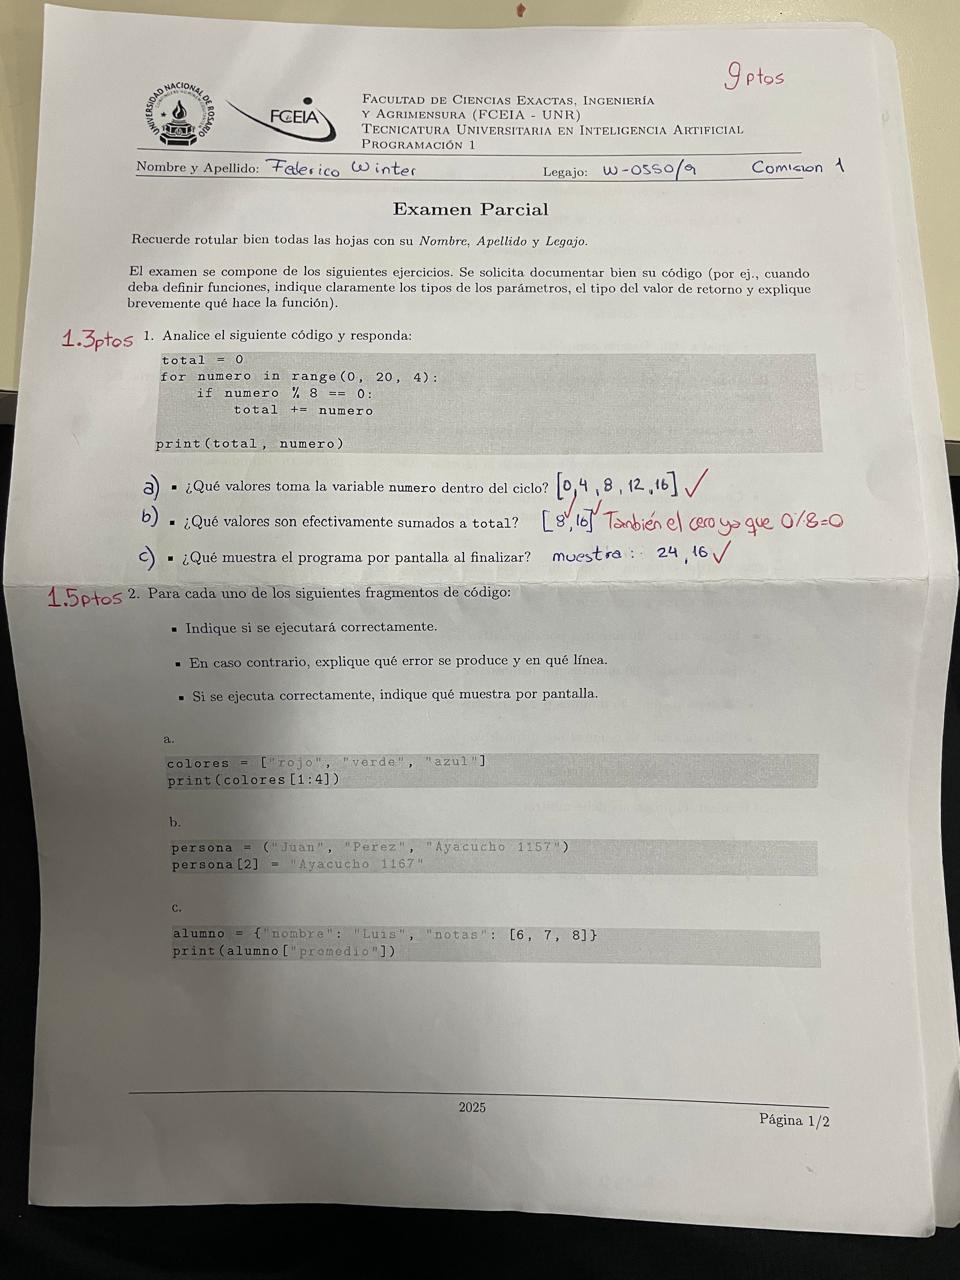 9ptos
UNIVERSIDAD NACIONAL DE ROSARIO
FCEIA
Facultad de Ciencias Exactas, Ingeniería
y Agrimensura (FCEIA - UNR)
Tecnicatura Universitaria en Inteligencia Artificial
Programación 1
Nombre y Apellido: Federico Winter Legajo: W-0550/9 Comision 1
Examen Parcial
Recuerde rotular bien todas las hojas con su Nombre, Apellido y Legajo.
El examen se compone de los siguientes ejercicios. Se solicita documentar bien su código (por ej., cuando
deba definir funciones, indique claramente los tipos de los parámetros, el tipo del valor de retorno y explique
brevemente qué hace la función).
1.3ptos 1. Analice el siguiente código y responda:
total = 0
for numero in range(0, 20, 4):
if numero % 8 == 0:
total += numero
print(total, numero)
a) ▪ ¿Qué valores toma la variable numero dentro del ciclo? [0,4,8,12,16] ✓
b) ▪ ¿Qué valores son efectivamente sumados a total? [8✓,16]✓ También el cero ya que 0%8=0
c) ▪ ¿Qué muestra el programa por pantalla al finalizar? muestra: 24,16 ✓
1.5ptos 2. Para cada uno de los siguientes fragmentos de código:
▪ Indique si se ejecutará correctamente.
▪ En caso contrario, explique qué error se produce y en qué línea.
▪ Si se ejecuta correctamente, indique qué muestra por pantalla.
a.
colores = ["rojo", "verde", "azul"]
print(colores[1:4])
b.
persona = ("Juan", "Perez", "Ayacucho 1157")
persona[2] = "Ayacucho 1167"
c.
alumno = {"nombre": "Luis", "notas": [6, 7, 8]}
print(alumno["promedio"])
2025
Página 1/2